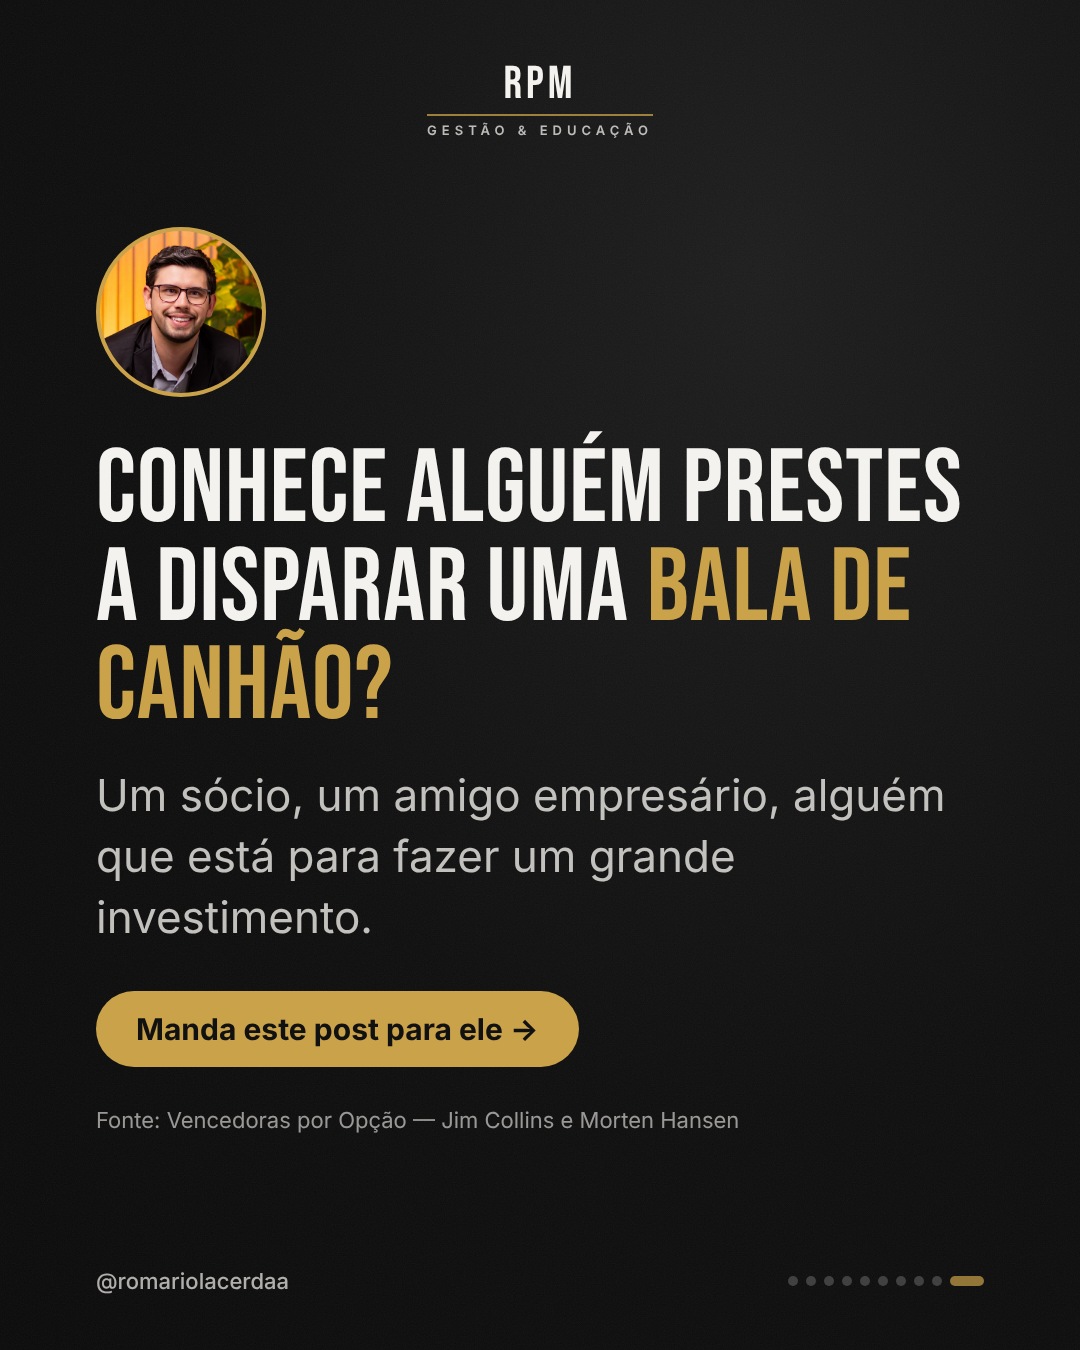 RPM
GESTÃO & EDUCAÇÃO
CONHECE ALGUÉM PRESTES
A DISPARAR UMA BALA DE
CANHÃO?
Um sócio, um amigo empresário, alguém
que está para fazer um grande
investimento.
Manda este post para ele →
Fonte: Vencedoras por Opção — Jim Collins e Morten Hansen
@romariolacerdaa